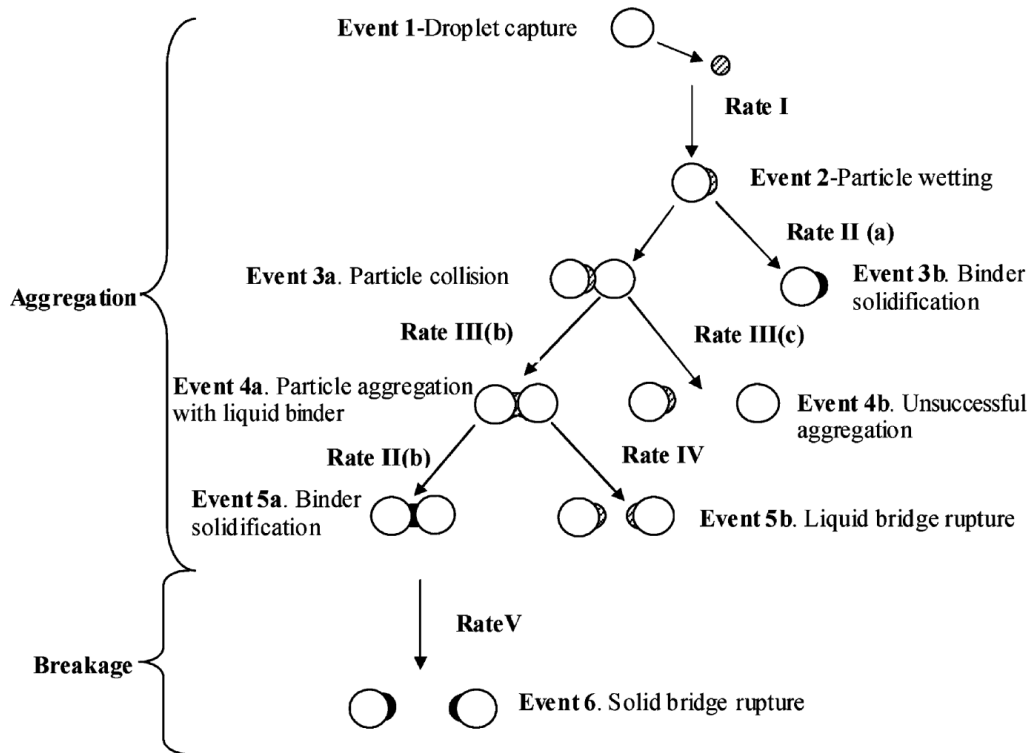 Event 1-Droplet capture
Rate I
Event 2-Particle wetting
Rate II (a)
Event 3a. Particle collision
Event 3b. Binder
solidification
Aggregation
Rate III(b)
Rate III(c)
Event 4a. Particle aggregation
with liquid binder
Event 4b. Unsuccessful
aggregation
Rate II(b)
Rate IV
Event 5a. Binder
solidification
Event 5b. Liquid bridge rupture
RateV
Breakage
Event 6. Solid bridge rupture